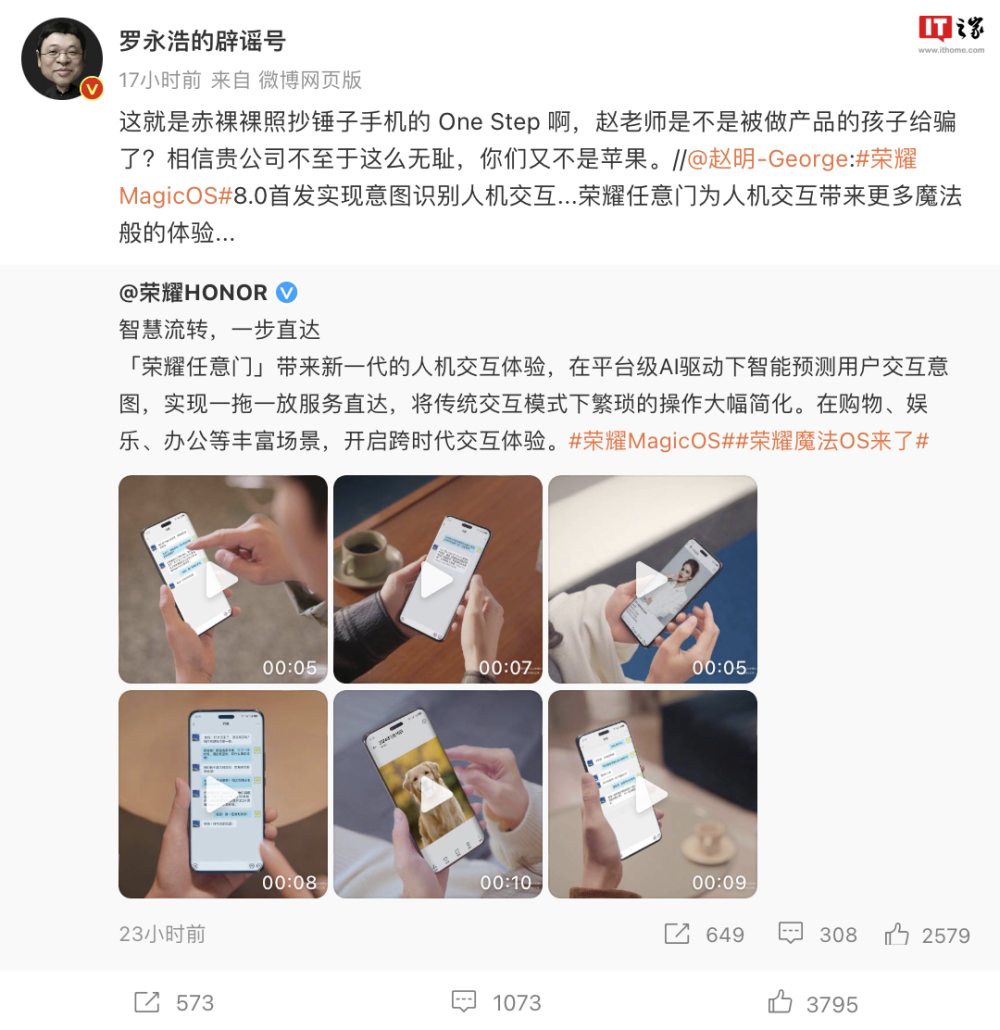 IT之家
www.ithome.com
罗永浩的辟谣号
17小时前 来自 微博网页版
这就是赤裸裸照抄锤子手机的 One Step 啊，赵老师是不是被做产品的孩子给骗
了？相信贵公司不至于这么无耻，你们又不是苹果。//@赵明-George:#荣耀
MagicOS#8.0首发实现意图识别人机交互...荣耀任意门为人机交互带来更多魔法
般的体验...
@荣耀HONOR
智慧流转，一步直达
「荣耀任意门」带来新一代的人机交互体验，在平台级AI驱动下智能预测用户交互意
图，实现一拖一放服务直达，将传统交互模式下繁琐的操作大幅简化。在购物、娱
乐、办公等丰富场景，开启跨时代交互体验。#荣耀MagicOS##荣耀魔法OS来了#
00:05
00:07
00:05
00:08
00:10
00:09
23小时前
649
308
2579
573
1073
3795